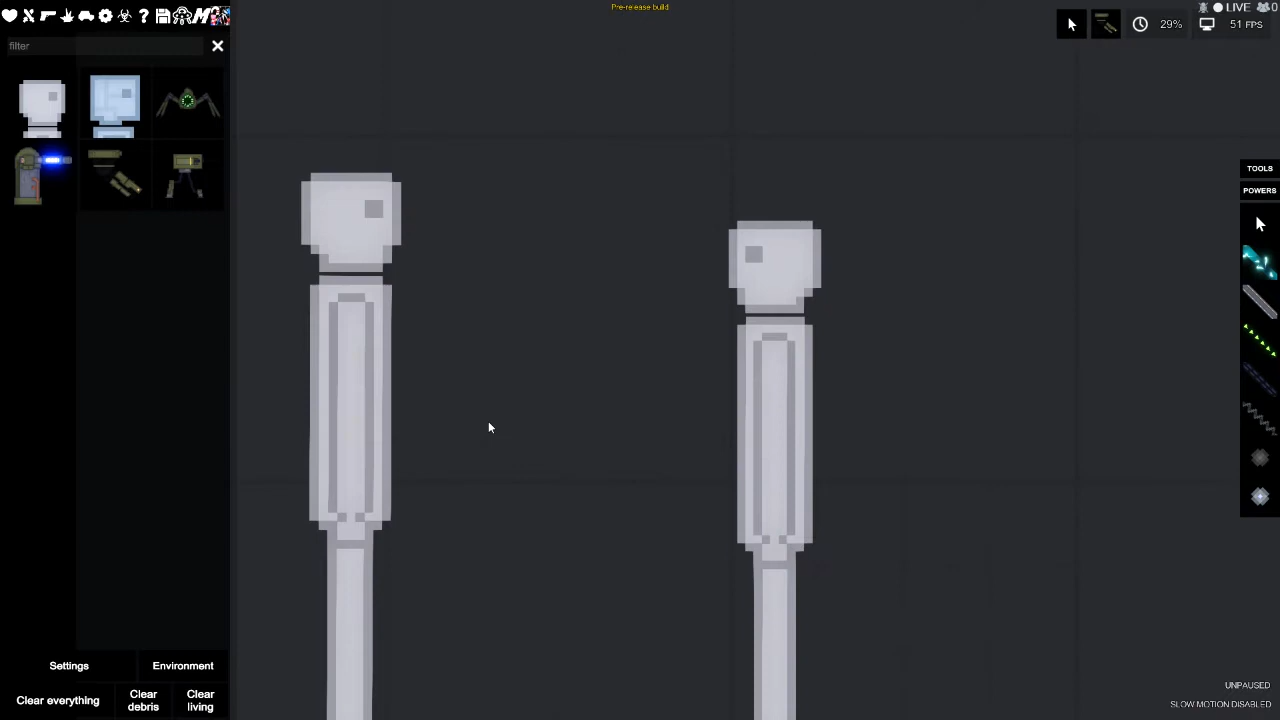 Pre-release build
LIVE 0
filter
29%
51 FPS
TOOLS
POWERS
Settings
Environment
Clear everything
Clear debris
Clear living
UNPAUSED
SLOW MOTION DISABLED